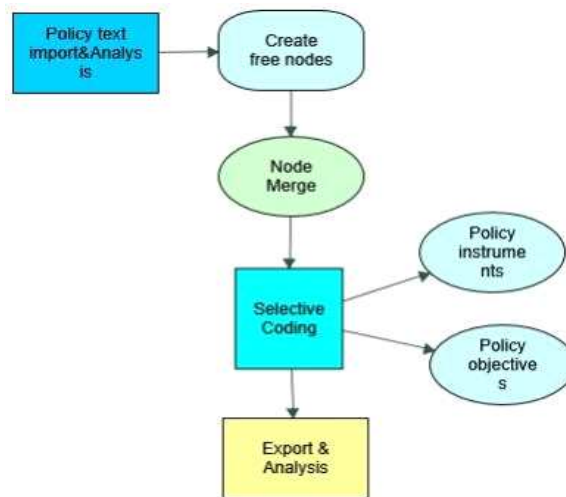 Policy text
import&Analys
is
Create
free nodes
Node
Merge
Policy
instrume
nts
Selective
Coding
Policy
objective
s
Export &
Analysis